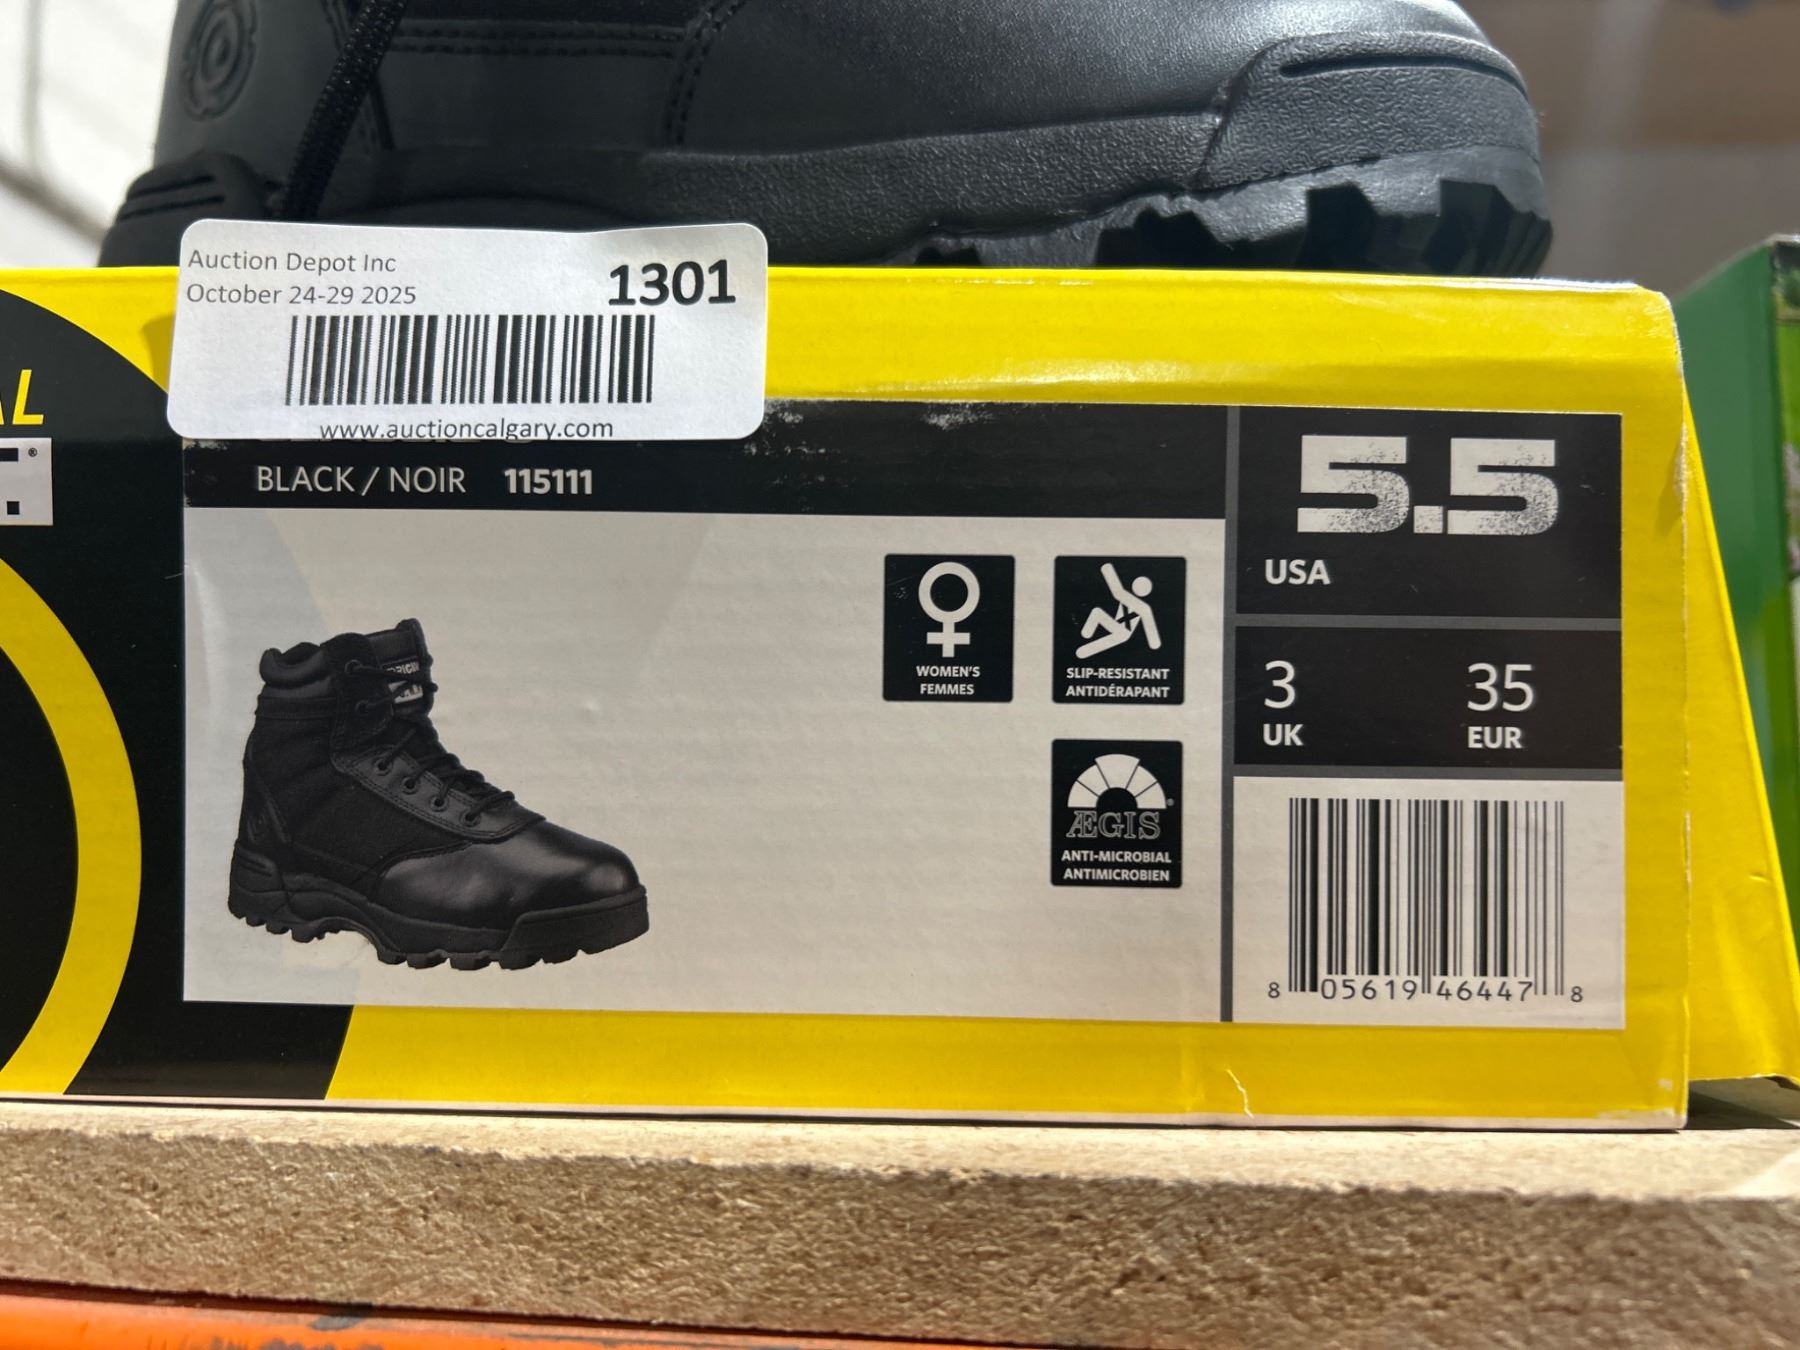 Auction Depot Inc
October 24-29 2025
1301
www.auctioncalgary.com
AL
®
BLACK / NOIR 115111
WOMEN'S
FEMMES
SLIP-RESISTANT
ANTIDÉRAPANT
ÆGIS®
ANTI-MICROBIAL
ANTIMICROBIEN
5.5
USA
3 35
UK EUR
8 05619 46447 8